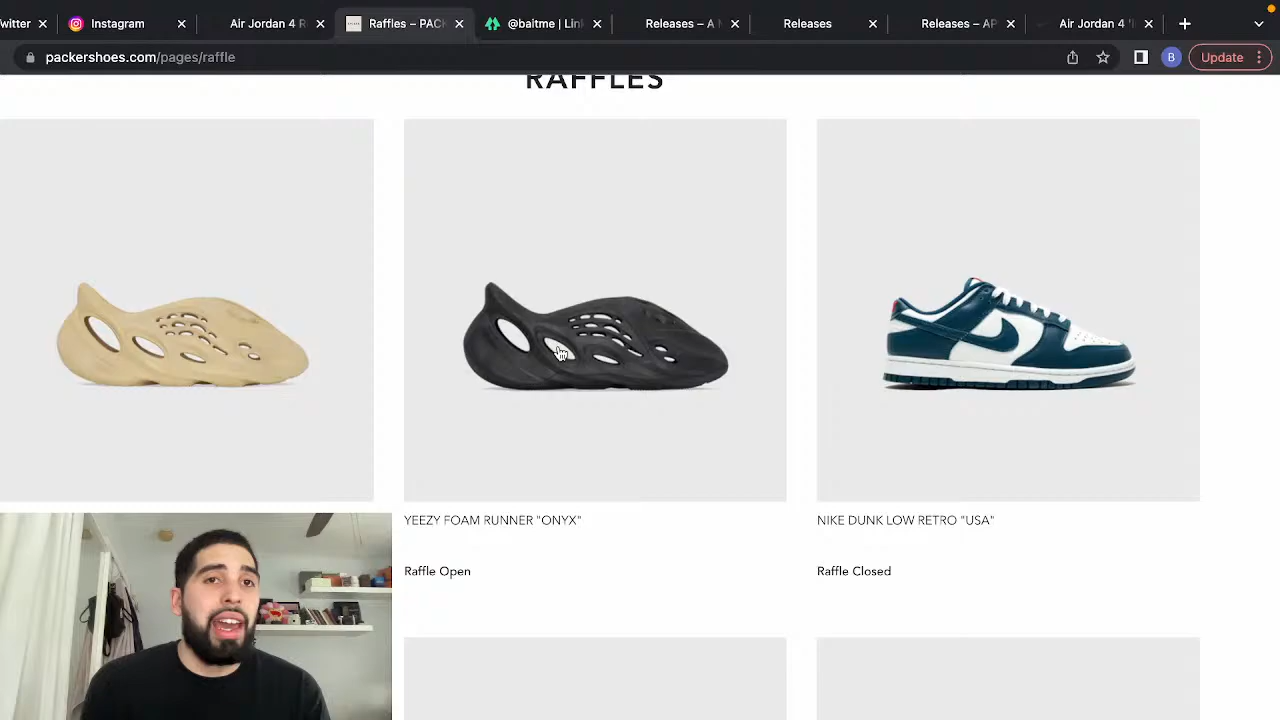 witter
Instagram
Air Jordan 4 R
Raffles – PACK
@baitme | Link
Releases – A N
Releases
Releases – AP
Air Jordan 4 'I
packershoes.com/pages/raffle
B
Update
RAFFLES
YEEZY FOAM RUNNER "ONYX"
NIKE DUNK LOW RETRO "USA"
Raffle Open
Raffle Closed